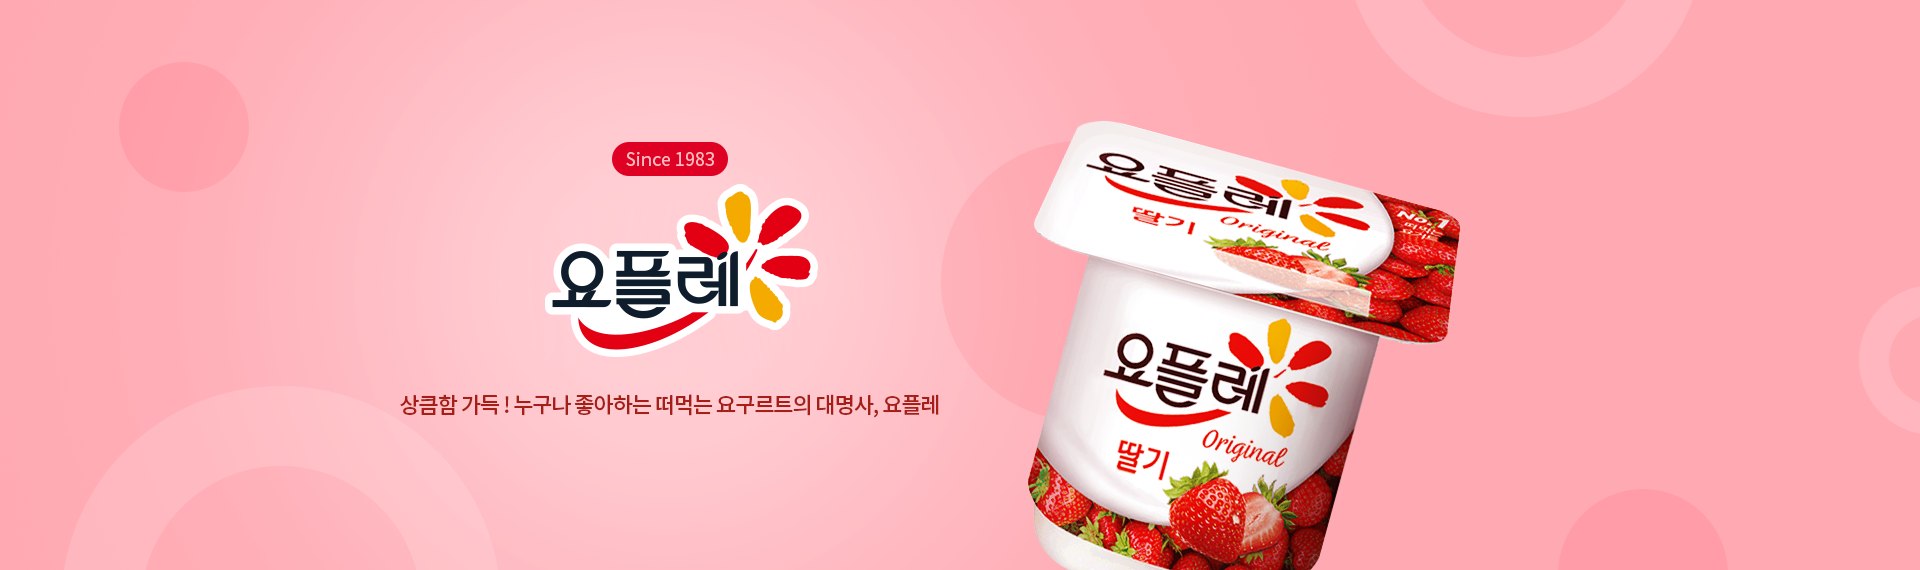 Since 1983
요플레
상큼함 가득 ! 누구나 좋아하는 떠먹는 요구르트의 대명사, 요플레
요플레
딸기 Original
No.1
요플레
Original
딸기